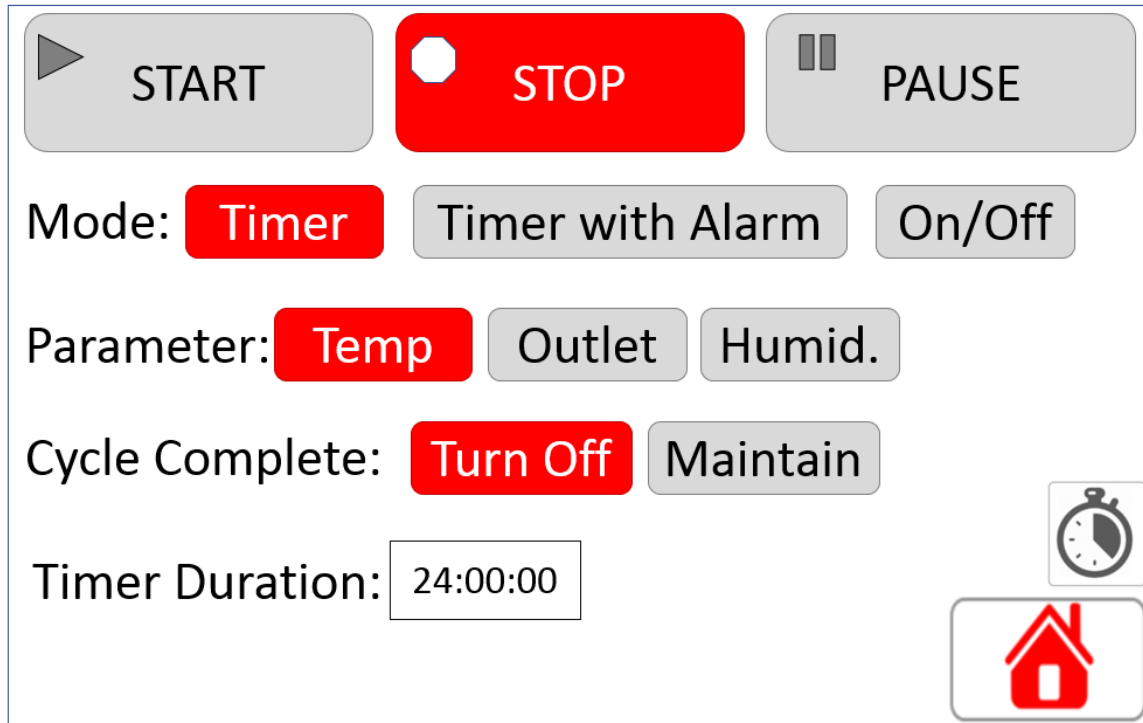 START STOP PAUSE
Mode: Timer Timer with Alarm On/Off
Parameter: Temp Outlet Humid.
Cycle Complete: Turn Off Maintain
Timer Duration: 24:00:00